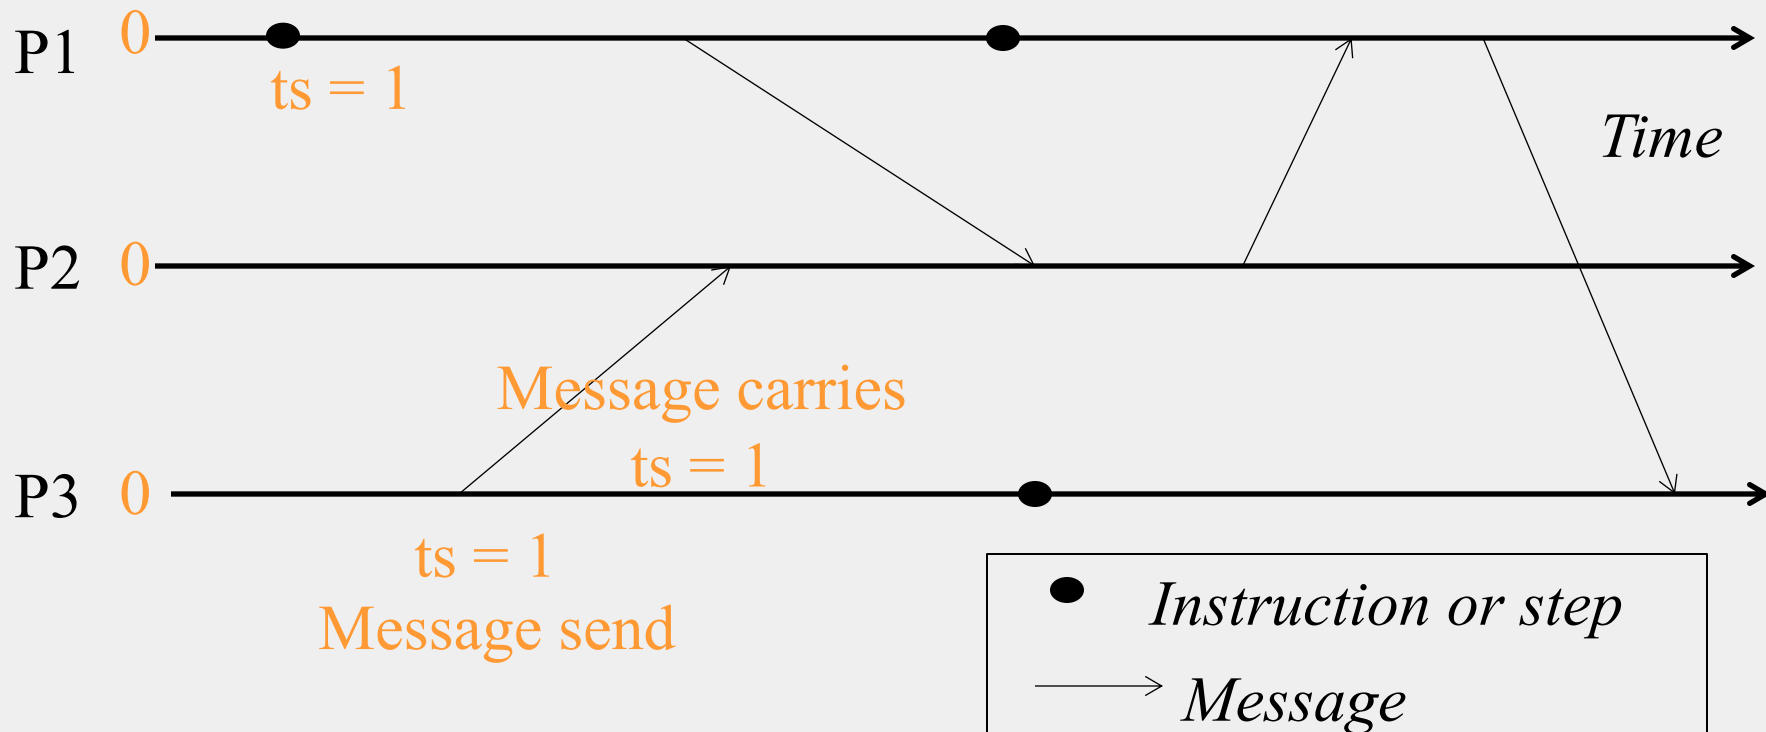 P1 0
ts = 1
Time
P2 0
Message carries
ts = 1
P3 0
ts = 1
Message send
Instruction or step
Message